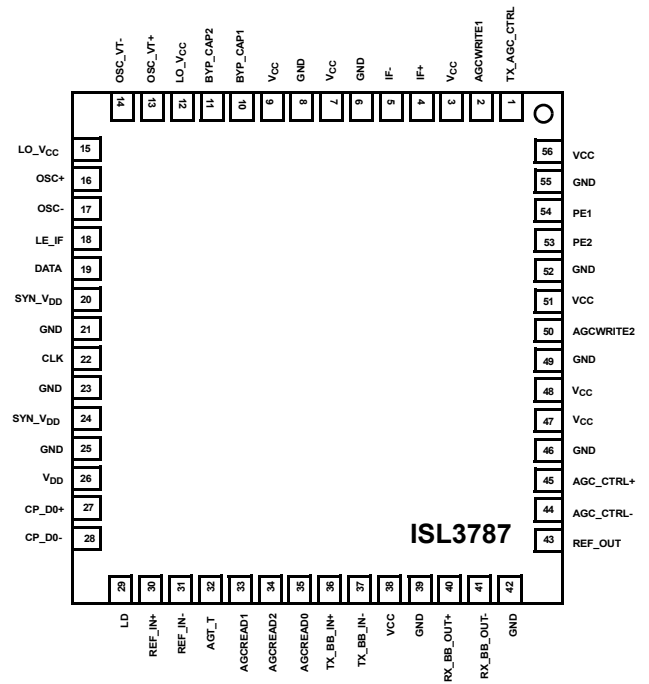 OSC_VT- OSC_VT+ LO_VCC BYP_CAP2 BYP_CAP1 VCC GND VCC GND IF- IF+ VCC AGCWRITE1 TX_AGC_CTRL
14 13 12 11 10 9 8 7 6 5 4 3 2 1
LO_VCC 15
OSC+ 16
OSC- 17
LE_IF 18
DATA 19
SYN_VDD 20
GND 21
CLK 22
GND 23
SYN_VDD 24
GND 25
VDD 26
CP_D0+ 27
CP_D0- 28
56 VCC
55 GND
54 PE1
53 PE2
52 GND
51 VCC
50 AGCWRITE2
49 GND
48 VCC
47 VCC
46 GND
45 AGC_CTRL+
44 AGC_CTRL-
43 REF_OUT
ISL3787
29 30 31 32 33 34 35 36 37 38 39 40 41 42
LD REF_IN+ REF_IN- AGT_T AGCREAD1 AGCREAD2 AGCREAD0 TX_BB_IN+ TX_BB_IN- VCC GND RX_BB_OUT+ RX_BB_OUT- GND